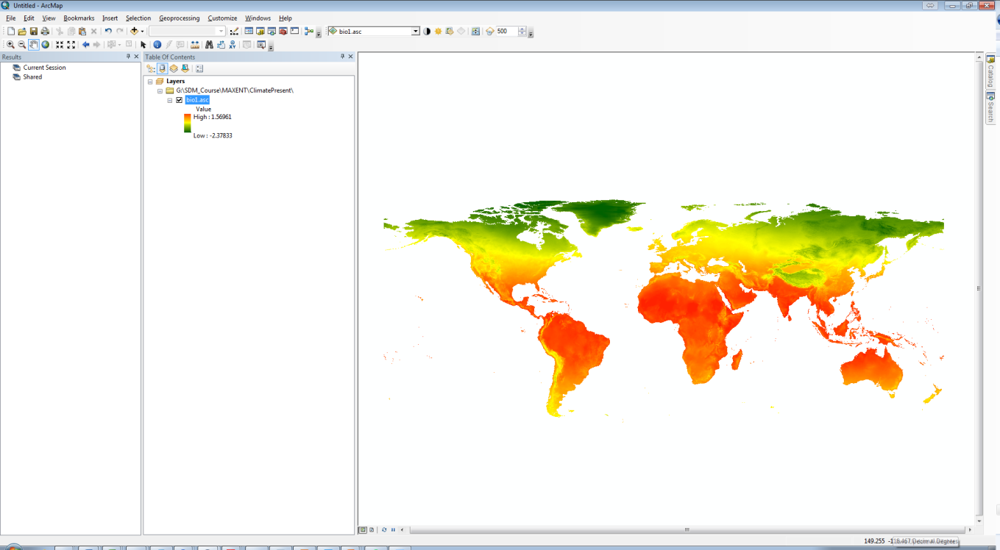 Untitled - ArcMap
File Edit View Bookmarks Insert Selection Geoprocessing Customize Windows Help
bio1.asc 500
Results
Current Session
Shared
Table Of Contents
Layers
G:\SDM_Course\MAXENT\ClimatePresent\
bio1.asc
Value
High : 1.56961
Low : -2.37833
Catalog
Search
149.255 Decimal Degrees